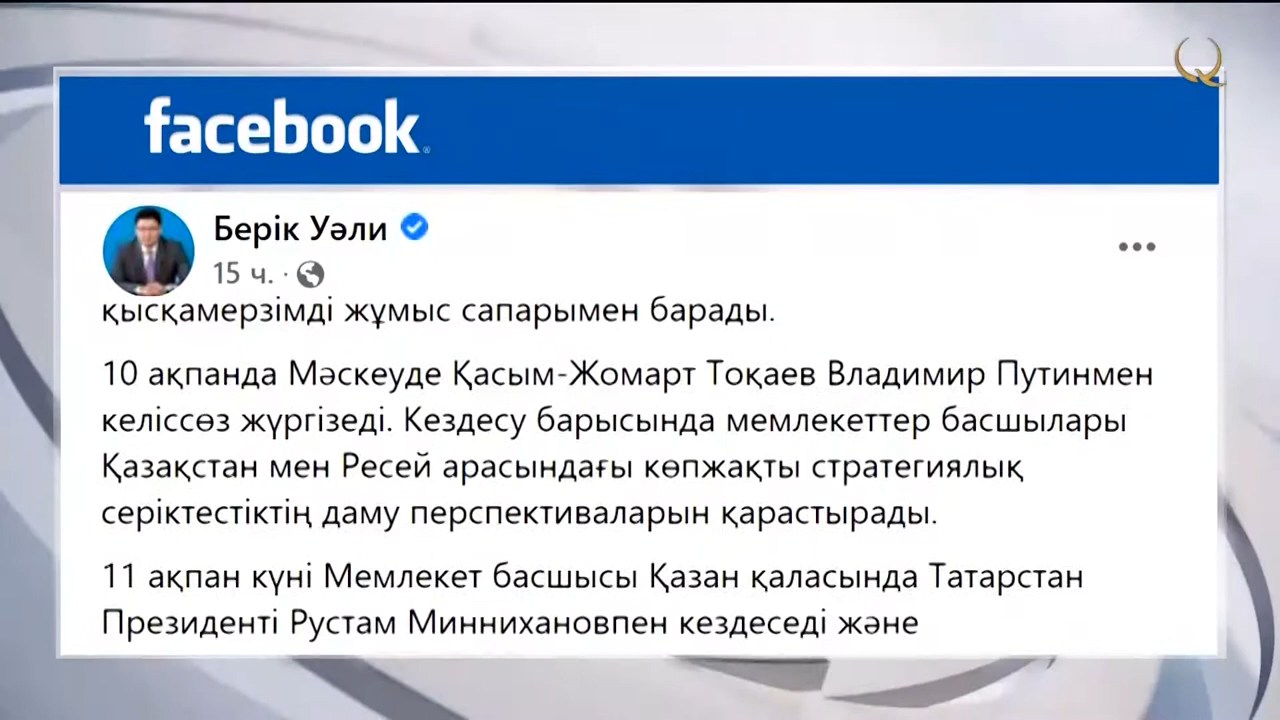 facebook®
Берік Уәли
15 ч. ·
қысқамерзімді жұмыс сапарымен барады.
10 ақпанда Мәскеуде Қасым-Жомарт Тоқаев Владимир Путинмен
келіссөз жүргізеді. Кездесу барысында мемлекеттер басшылары
Қазақстан мен Ресей арасындағы көпжақты стратегиялық
серіктестіктің даму перспективаларын қарастырады.
11 ақпан күні Мемлекет басшысы Қазан қаласында Татарстан
Президенті Рустам Миннихановпен кездеседі және